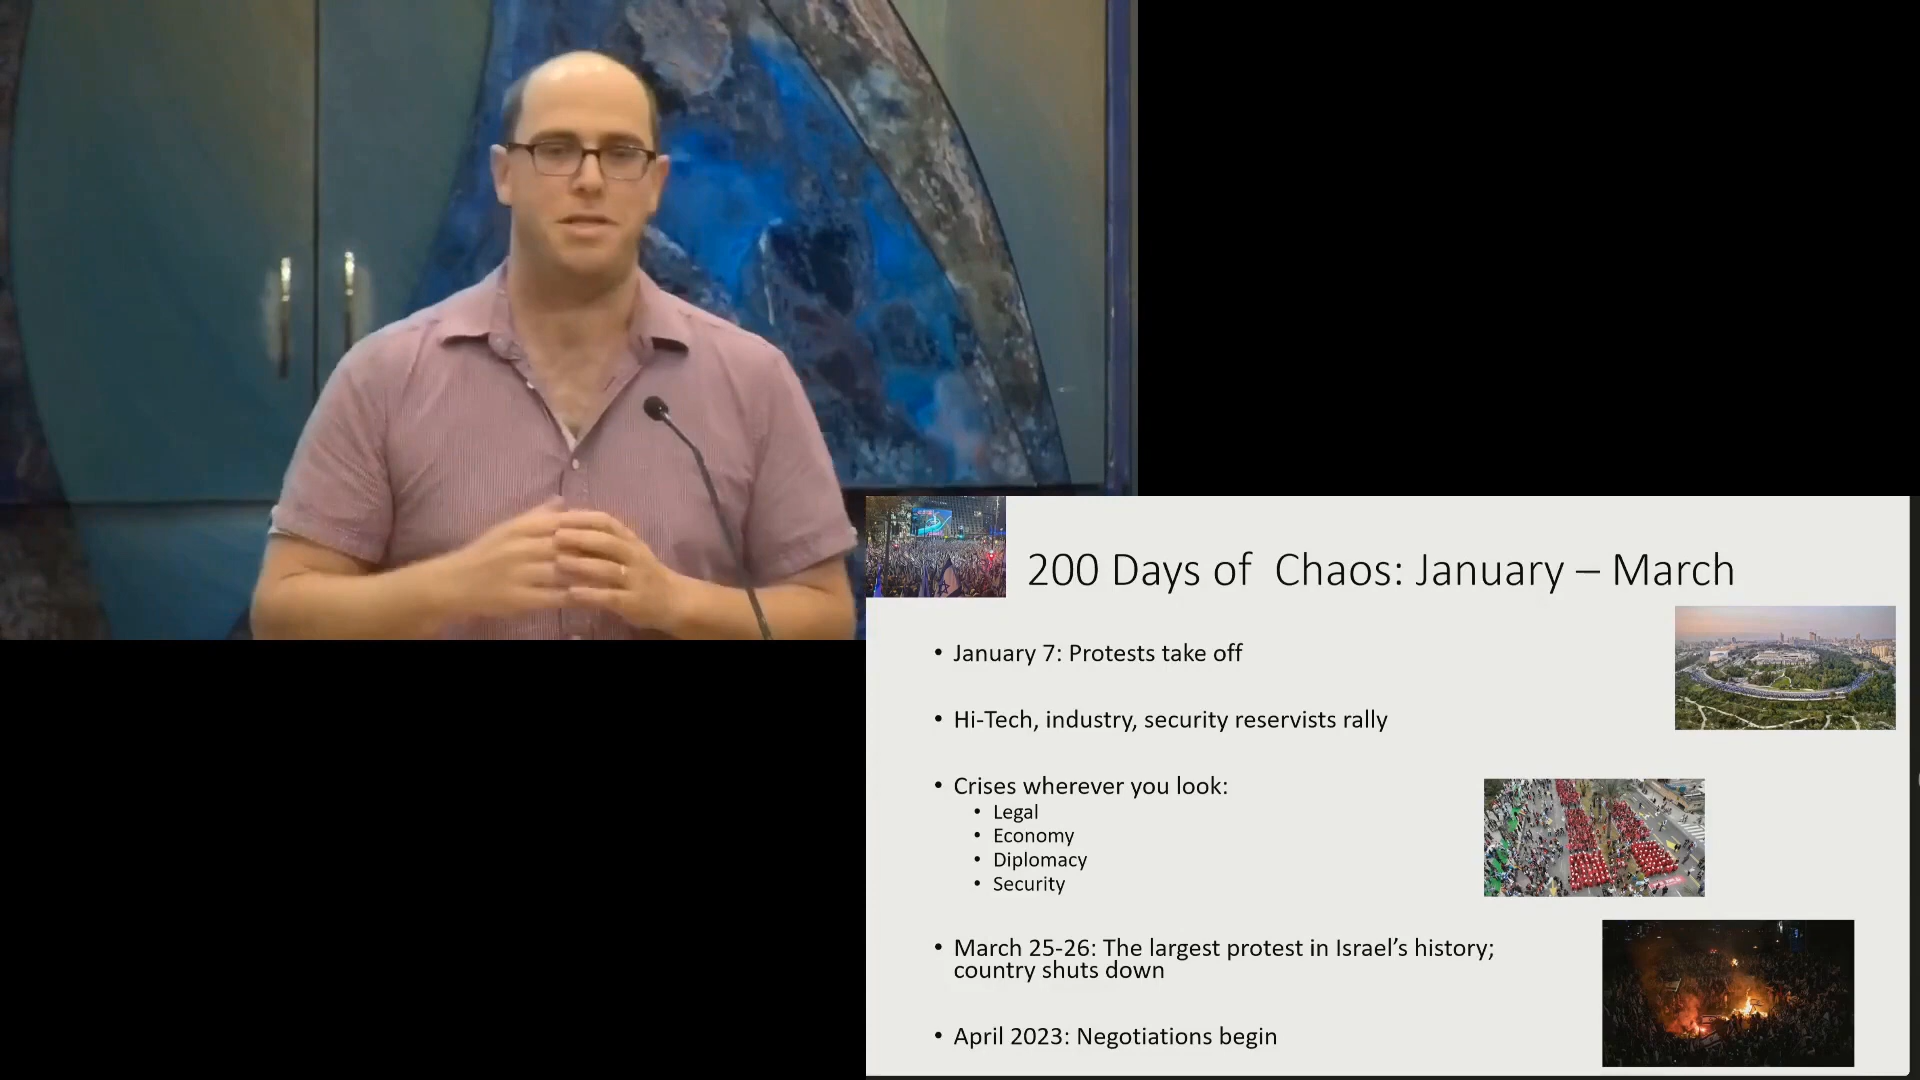 200 Days of Chaos: January – March
• January 7: Protests take off
• Hi-Tech, industry, security reservists rally
• Crises wherever you look:
• Legal
• Economy
• Diplomacy
• Security
• March 25-26: The largest protest in Israel’s history;
country shuts down
• April 2023: Negotiations begin